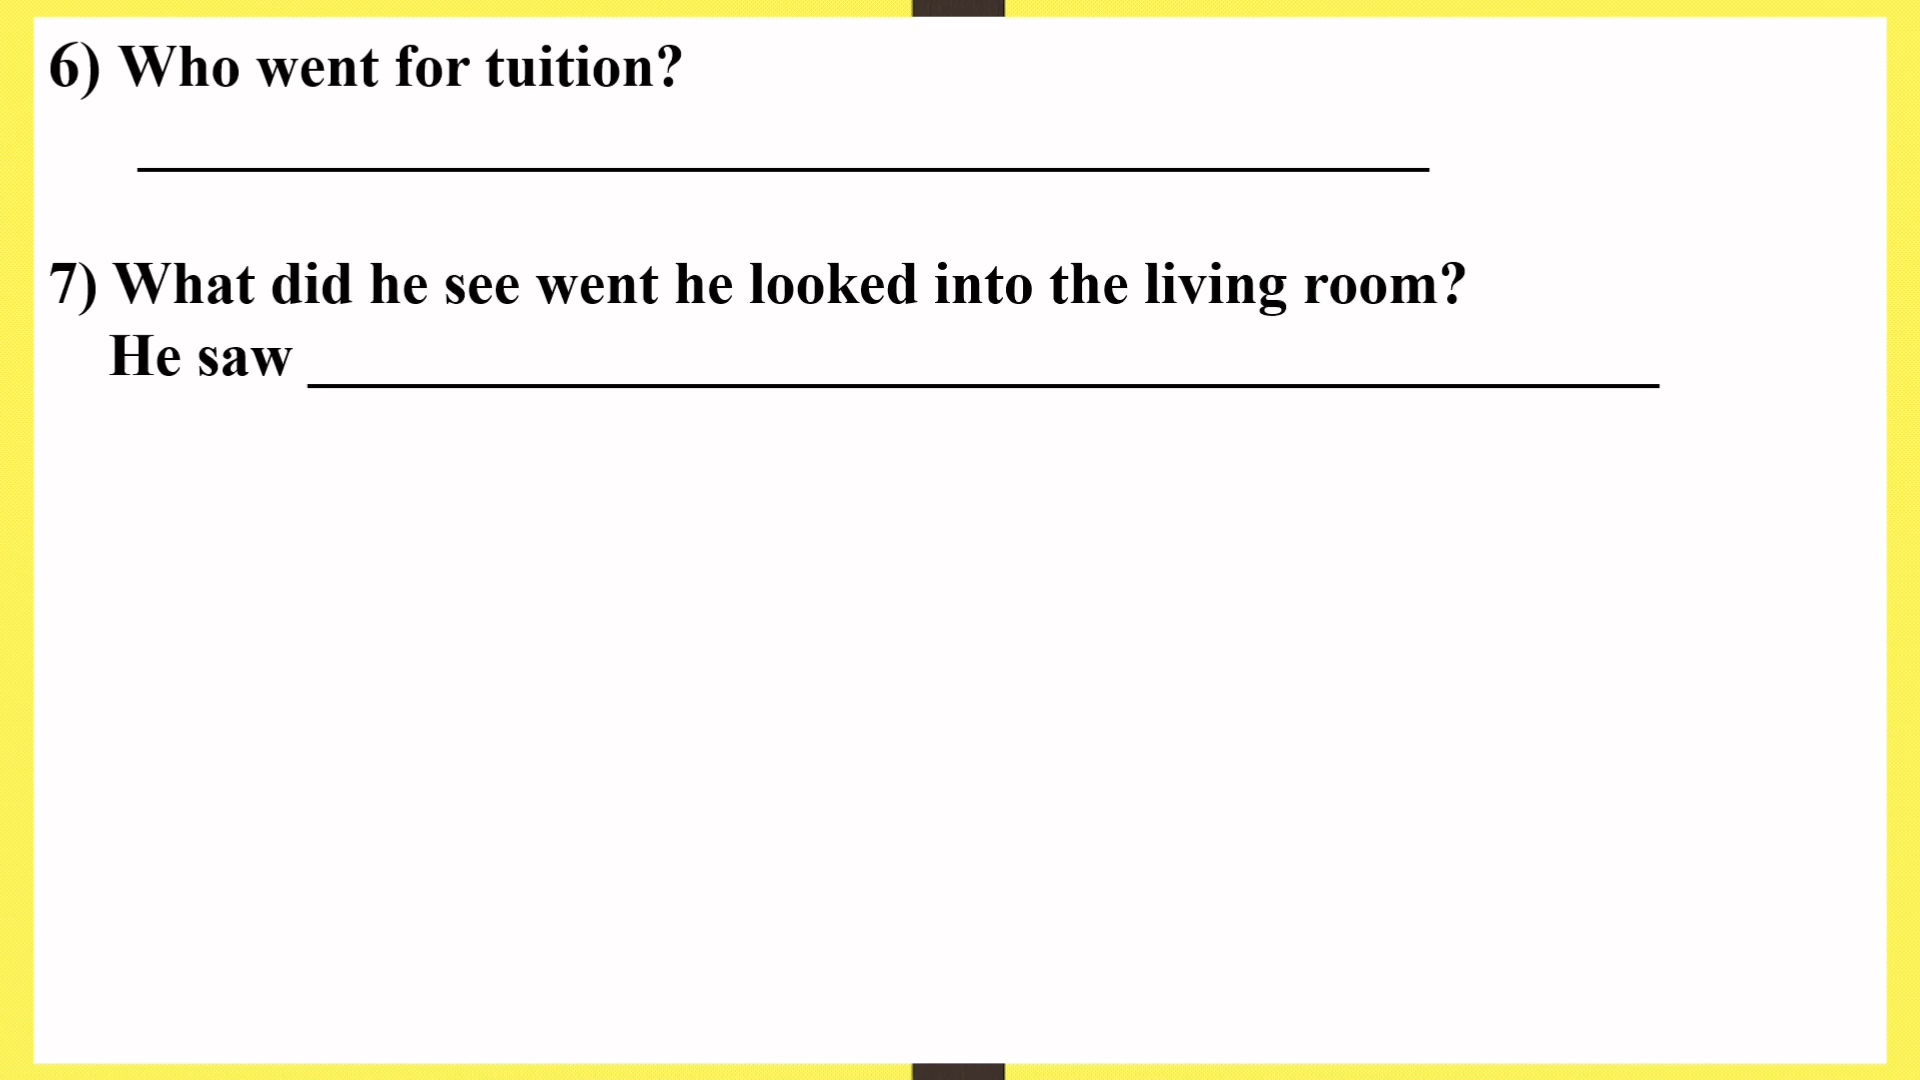 6) Who went for tuition?
7) What did he see went he looked into the living room?
He saw ______________________________